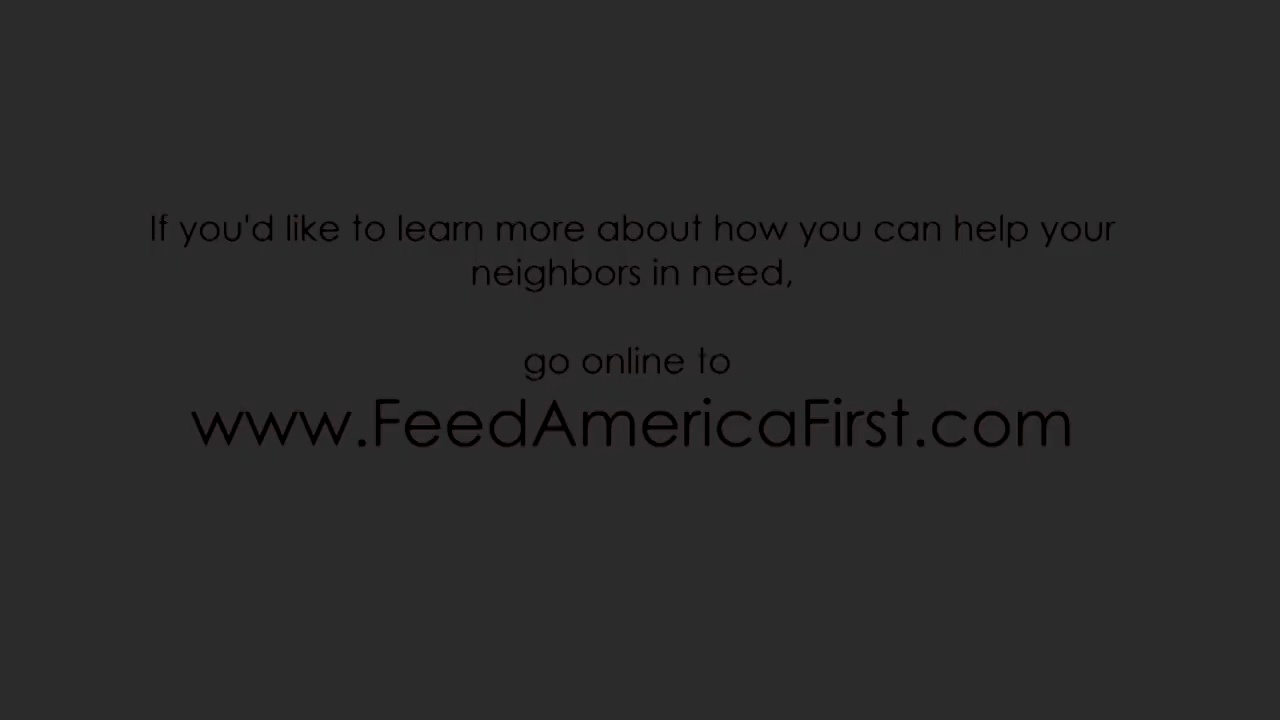 If you'd like to learn more about how you can help your
neighbors in need,
go online to
www.FeedAmericaFirst.com